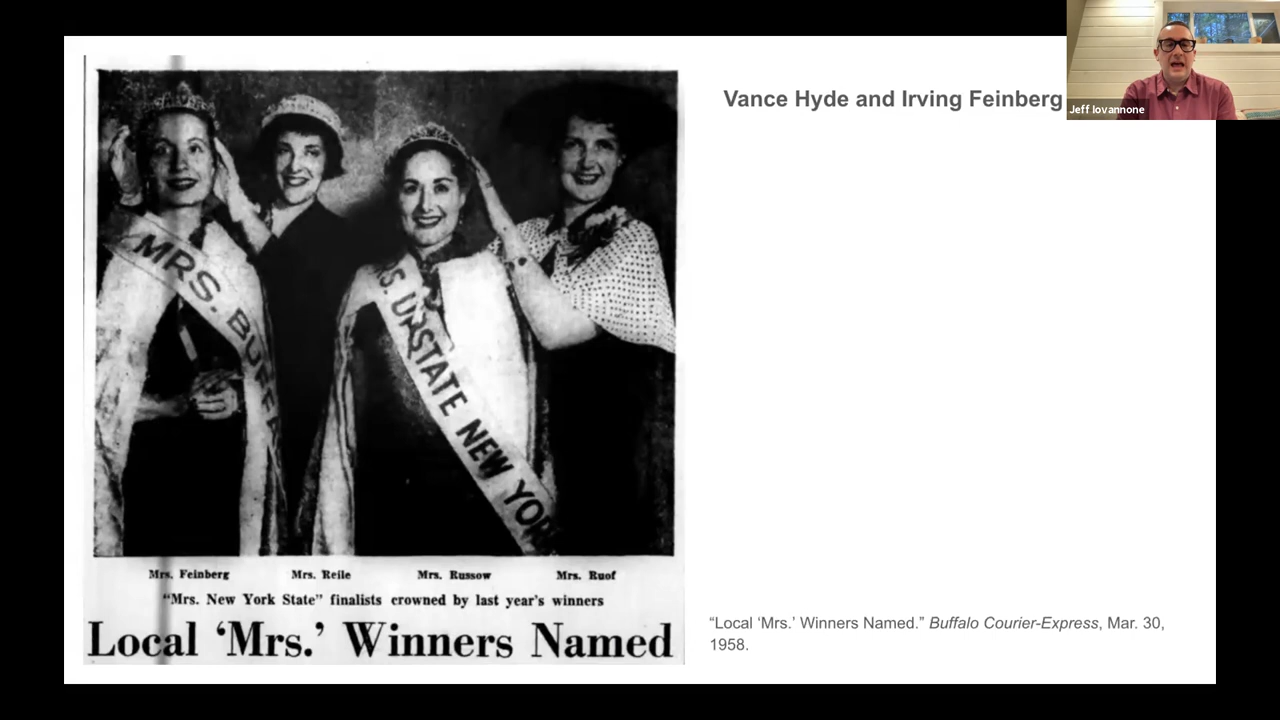 Vance Hyde and Irving Feinberg
Jeff Iovannone
MRS. BUFF
S. UPSTATE NEW YORK
Mrs. Feinberg Mrs. Reile Mrs. Russow Mrs. Ruof
“Mrs. New York State” finalists crowned by last year’s winners
Local ‘Mrs.’ Winners Named
“Local ‘Mrs.’ Winners Named.” Buffalo Courier-Express, Mar. 30,
1958.